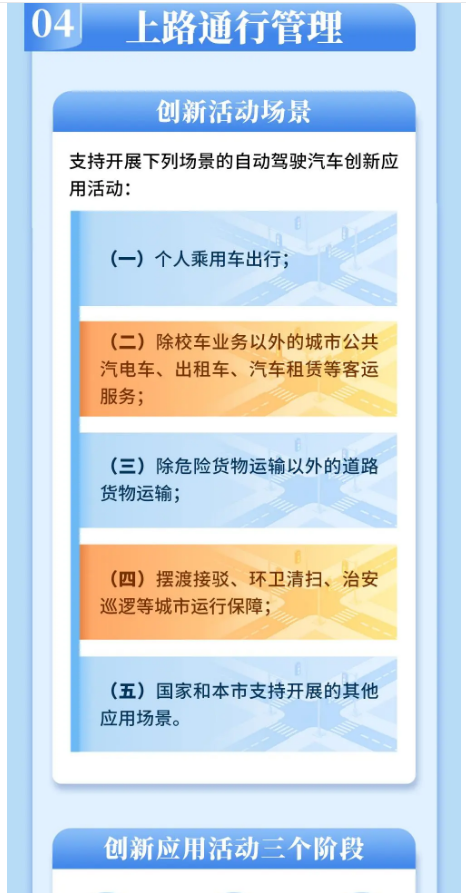 04
上路通行管理
创新活动场景
支持开展下列场景的自动驾驶汽车创新应
用活动：
（一）个人乘用车出行；
（二）除校车业务以外的城市公共
汽电车、出租车、汽车租赁等客运
服务；
（三）除危险货物运输以外的道路
货物运输；
（四）摆渡接驳、环卫清扫、治安
巡逻等城市运行保障；
（五）国家和本市支持开展的其他
应用场景。
创新应用活动三个阶段